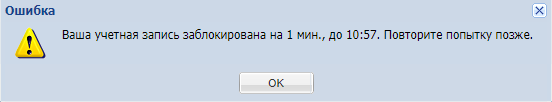 Ошибка
Ваша учетная запись заблокирована на 1 мин., до 10:57. Повторите попытку позже.
OK